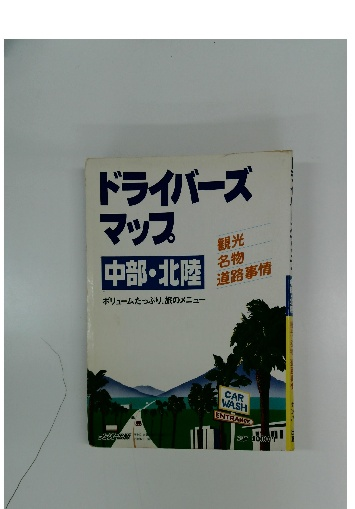 ドライバーズ
マップ
中部・北陸
観光
名物
道路事情
ボリュームたっぷり、旅のメニュー
CAR
WASH
ENTRANCE